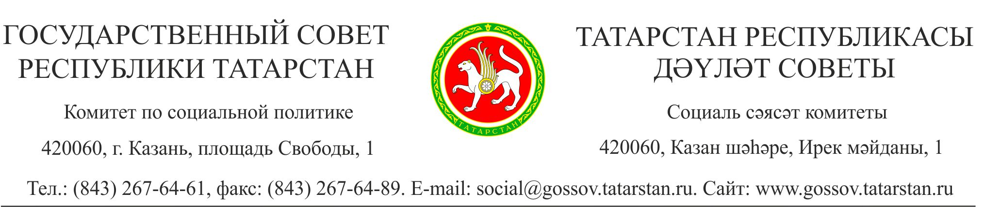 ГОСУДАРСТВЕННЫЙ СОВЕТ
РЕСПУБЛИКИ ТАТАРСТАН
Комитет по социальной политике
420060, г. Казань, площадь Свободы, 1
ТАТАРСТАН
ТАТАРСТАН РЕСПУБЛИКАСЫ
ДӘҮЛӘТ СОВЕТЫ
Социаль сәясәт комитеты
420060, Казан шәһәре, Ирек мәйданы, 1
Тел.: (843) 267-64-61, факс: (843) 267-64-89. E-mail: social@gossov.tatarstan.ru. Сайт: www.gossov.tatarstan.ru